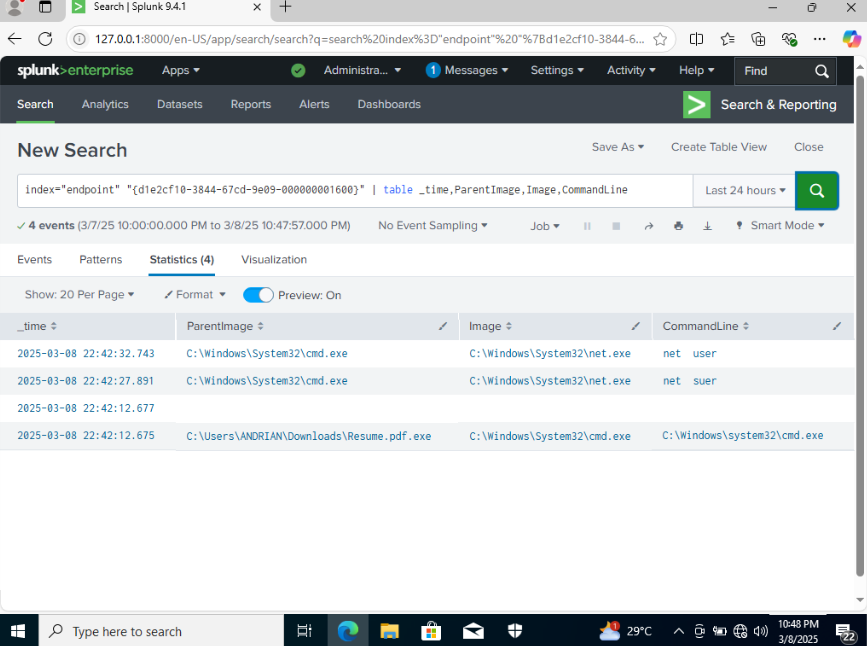 Search | Splunk 9.4.1
127.0.0.1:8000/en-US/app/search/search?q=search%20index%3D"endpoint"%20"%7Bd1e2cf10-3844-6...
splunk>enterprise Apps Administra... 1 Messages Settings Activity Help Find
Search Analytics Datasets Reports Alerts Dashboards Search & Reporting
New Search Save As Create Table View Close
index="endpoint" "{d1e2cf10-3844-67cd-9e09-000000001600}" | table _time,ParentImage,Image,CommandLine Last 24 hours
4 events (3/7/25 10:00:00.000 PM to 3/8/25 10:47:57.000 PM) No Event Sampling Job Smart Mode
Events Patterns Statistics (4) Visualization
Show: 20 Per Page Format Preview: On
_time ParentImage Image CommandLine
2025-03-08 22:42:32.743 C:\Windows\System32\cmd.exe C:\Windows\System32\net.exe net user
2025-03-08 22:42:27.891 C:\Windows\System32\cmd.exe C:\Windows\System32\net.exe net suer
2025-03-08 22:42:12.677
2025-03-08 22:42:12.675 C:\Users\ANDRIAN\Downloads\Resume.pdf.exe C:\Windows\System32\cmd.exe C:\Windows\system32\cmd.exe
Type here to search 1 29°C 10:48 PM
3/8/2025 22